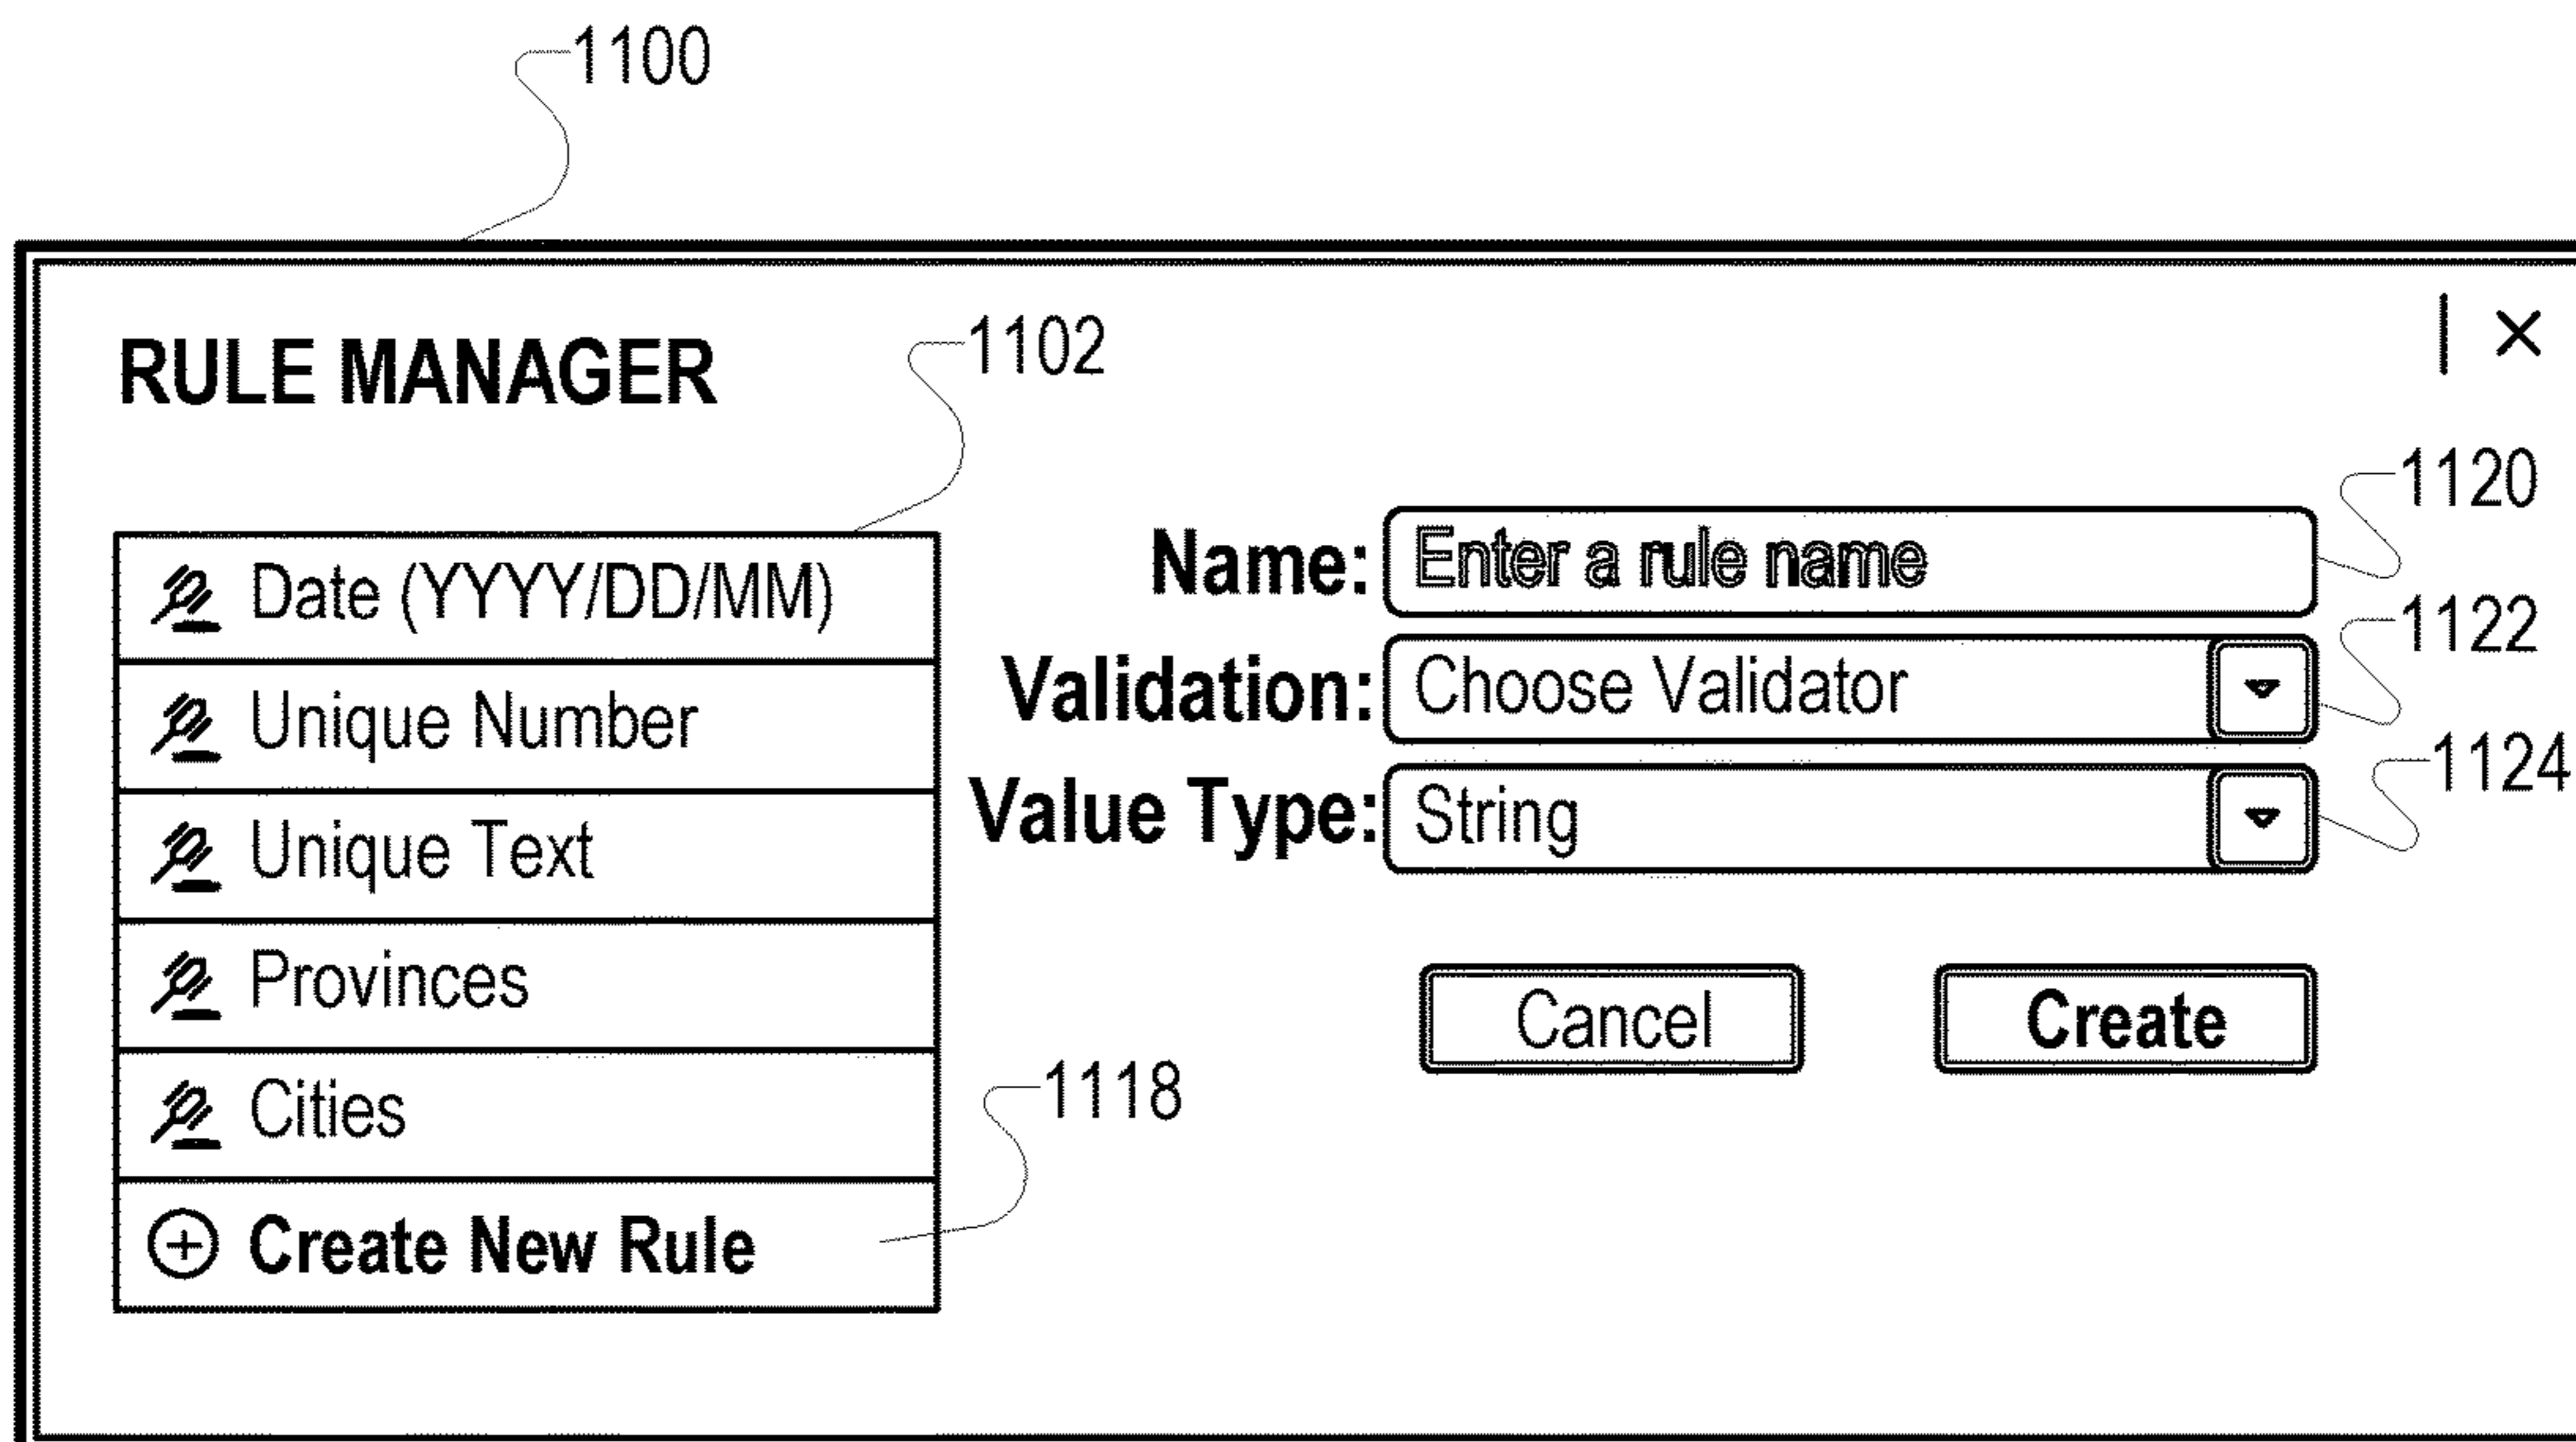 1100
RULE MANAGER
1102
×
Date (YYYY/DD/MM)
Unique Number
Unique Text
Provinces
Cities
Create New Rule
1118
Name: Enter a rule name
1120
Validation: Choose Validator
1122
Value Type: String
1124
Cancel
Create